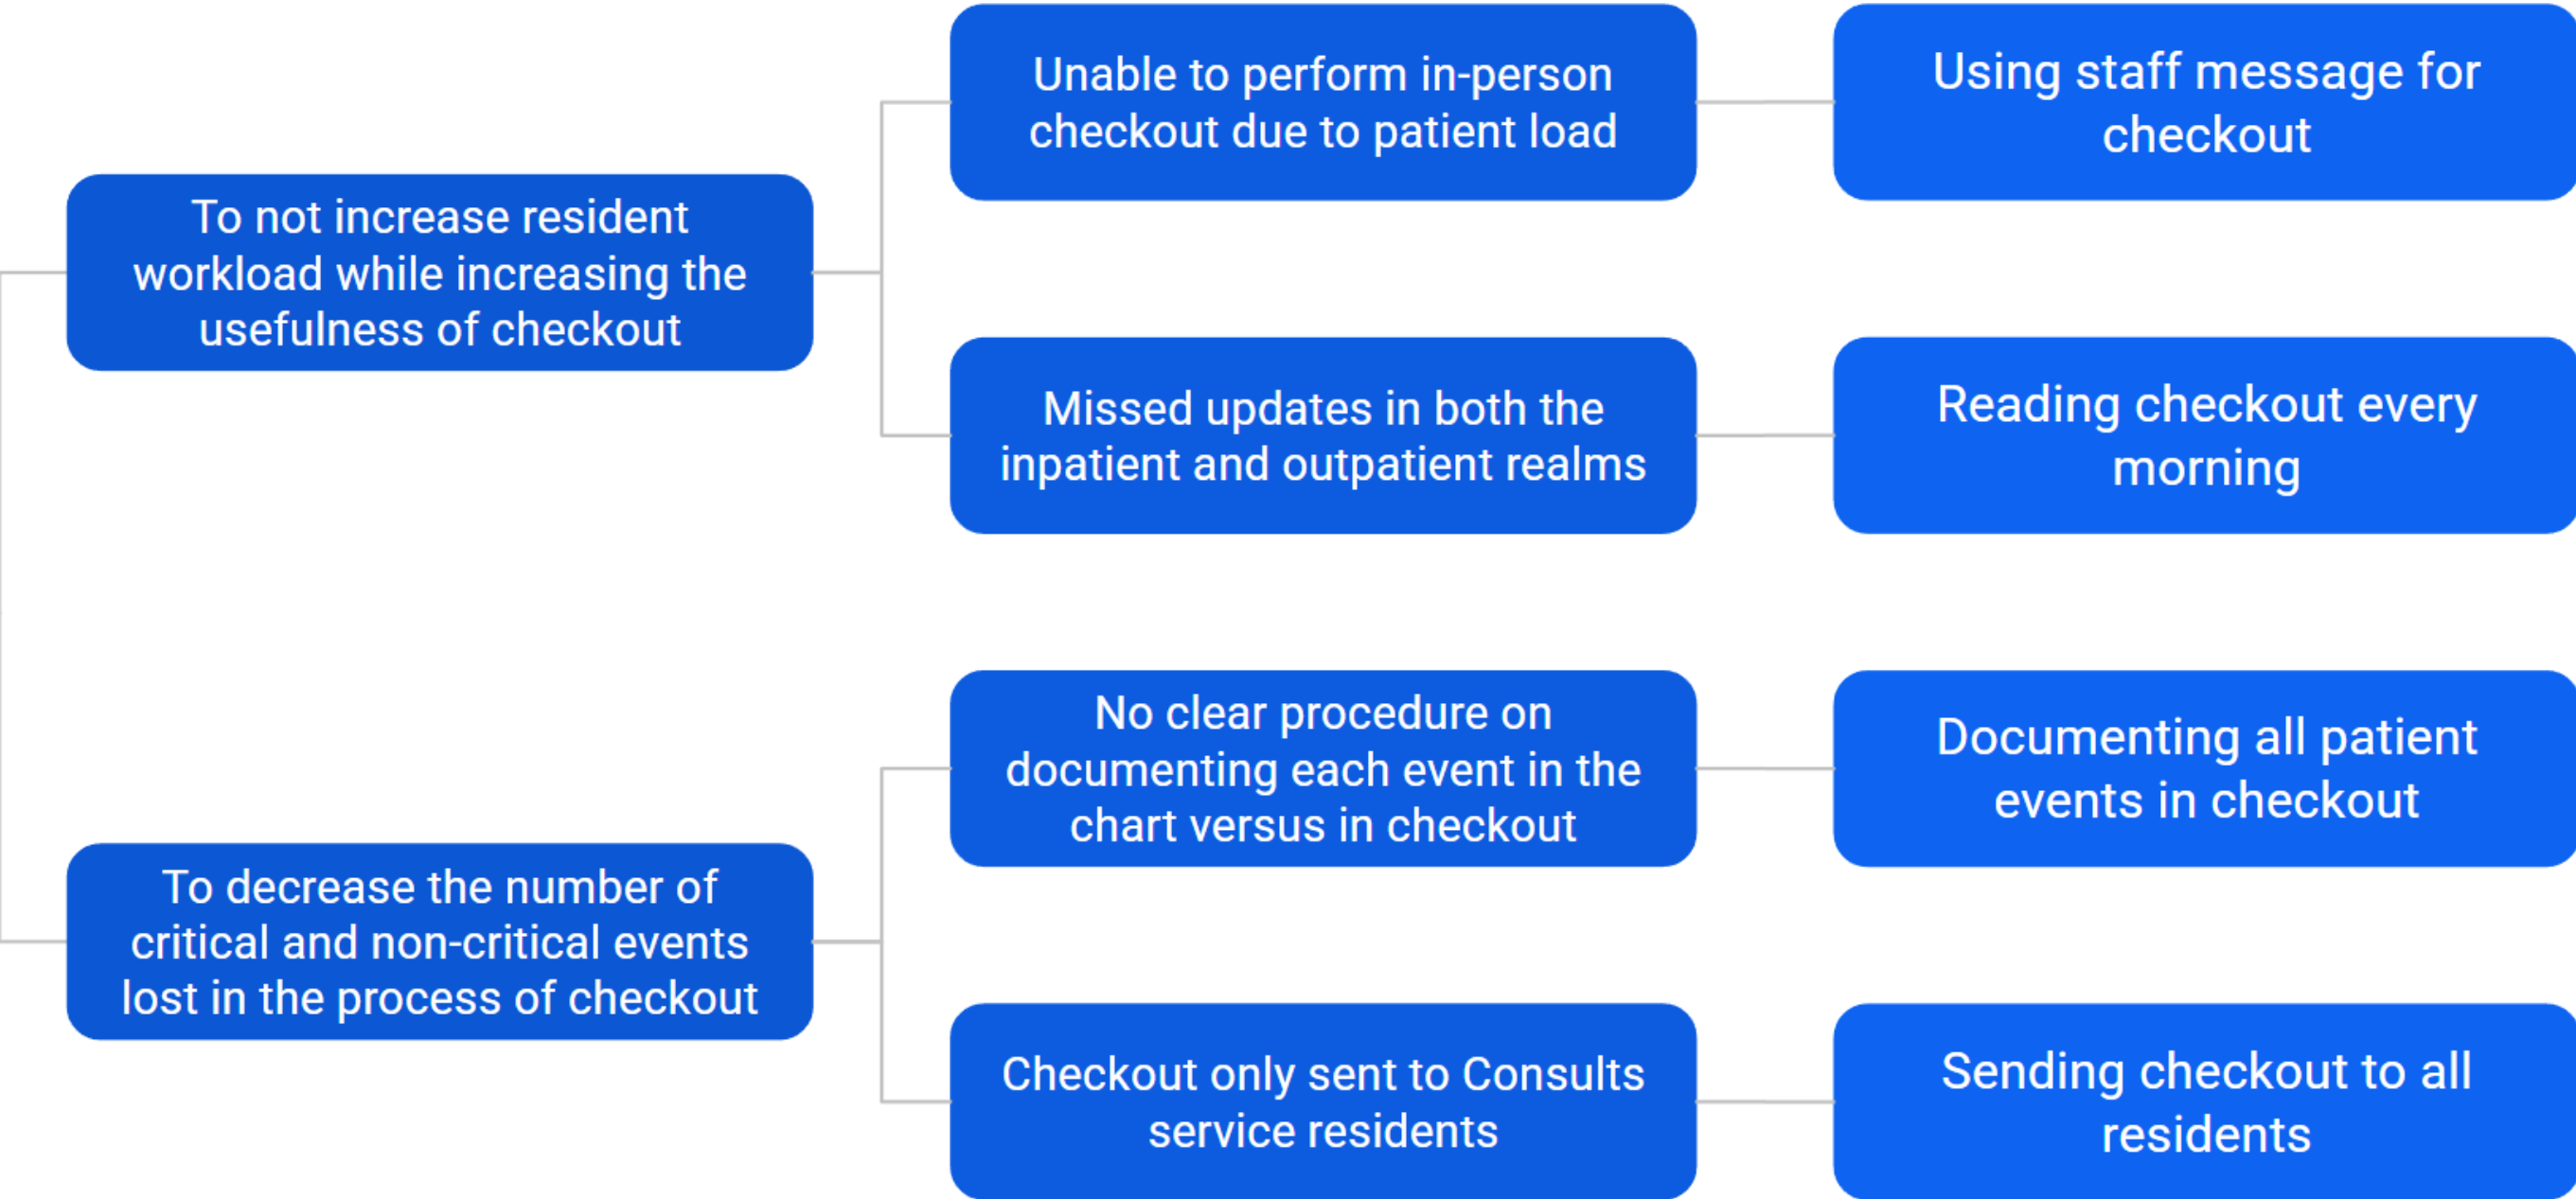 Unable to perform in-person
checkout due to patient load
Using staff message for
checkout
To not increase resident
workload while increasing the
usefulness of checkout
Missed updates in both the
inpatient and outpatient realms
Reading checkout every
morning
No clear procedure on
documenting each event in the
chart versus in checkout
Documenting all patient
events in checkout
To decrease the number of
critical and non-critical events
lost in the process of checkout
Checkout only sent to Consults
service residents
Sending checkout to all
residents